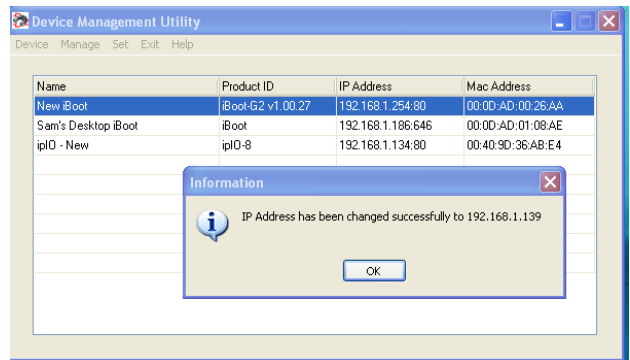 Device Management Utility
Device Manage Set Exit Help
Name Product ID IP Address Mac Address
New iBoot iBoot-G2 v1.00.27 192.168.1.254:80 00:0D:AD:00:26:AA
Sam's Desktop iBoot iBoot 192.168.1.186:646 00:0D:AD:01:08:AE
ipIO - New ipIO-8 192.168.1.134:80 00:40:9D:36:AB:E4
Information
IP Address has been changed successfully to 192.168.1.139
OK